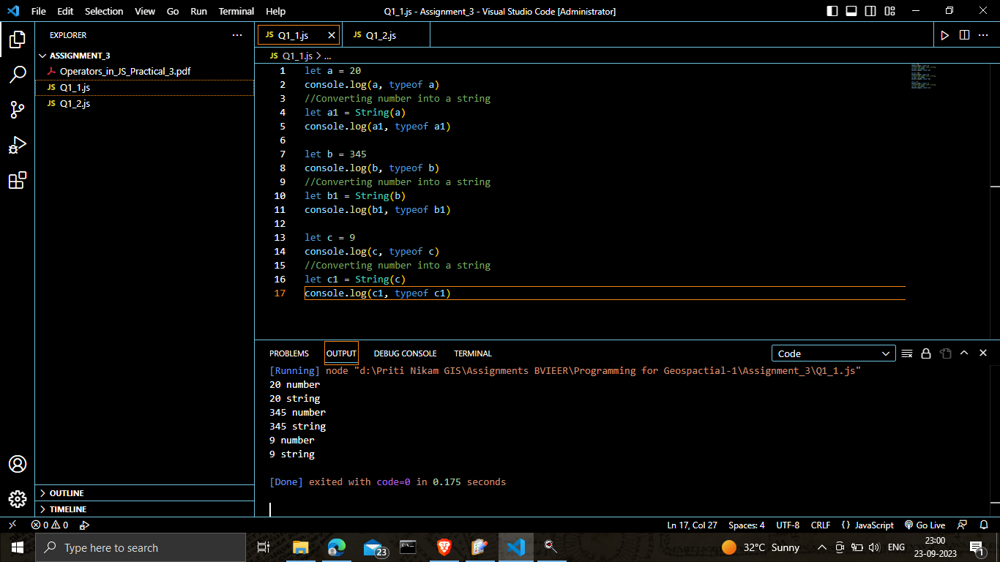 File Edit Selection View Go Run Terminal Help Q1_1.js - Assignment_3 - Visual Studio Code [Administrator]
EXPLORER ...
ASSIGNMENT_3
Operators_in_JS_Practical_3.pdf
JS Q1_1.js
JS Q1_2.js
OUTLINE
TIMELINE
JS Q1_1.js JS Q1_2.js
JS Q1_1.js > ...
1 let a = 20
2 console.log(a, typeof a)
3 //Converting number into a string
4 let a1 = String(a)
5 console.log(a1, typeof a1)
6
7 let b = 345
8 console.log(b, typeof b)
9 //Converting number into a string
10 let b1 = String(b)
11 console.log(b1, typeof b1)
12
13 let c = 9
14 console.log(c, typeof c)
15 //Converting number into a string
16 let c1 = String(c)
17 console.log(c1, typeof c1)
PROBLEMS OUTPUT DEBUG CONSOLE TERMINAL Code
[Running] node "d:\Priti Nikam GIS\Assignments BVIEER\Programming for Geospactial-1\Assignment_3\Q1_1.js"
20 number
20 string
345 number
345 string
9 number
9 string
[Done] exited with code=0 in 0.175 seconds
0 0 Ln 17, Col 27 Spaces: 4 UTF-8 CRLF {} JavaScript Go Live
Type here to search 23 32°C Sunny ENG 23:00 1
23-09-2023